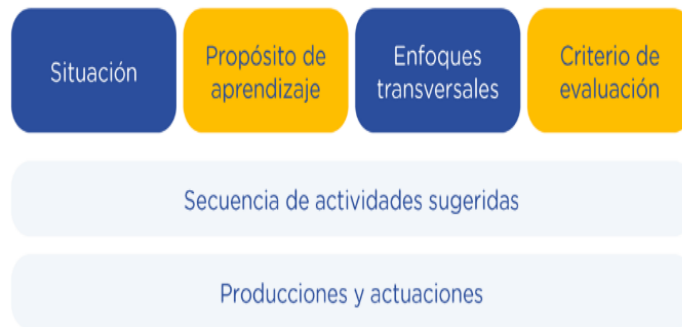 Situación
Propósito de
aprendizaje
Enfoques
transversales
Criterio de
evaluación
Secuencia de actividades sugeridas
Producciones y actuaciones